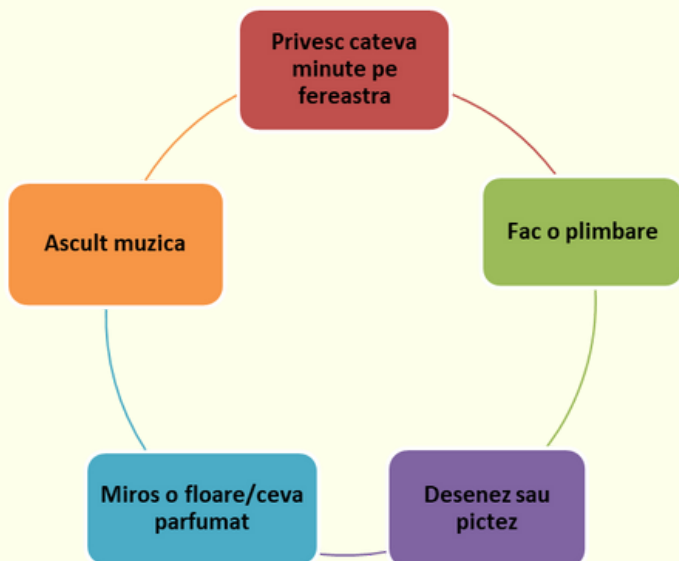 Privesc cateva
minute pe
fereastra
Fac o plimbare
Desenez sau
pictez
Miros o floare/ceva
parfumat
Ascult muzica